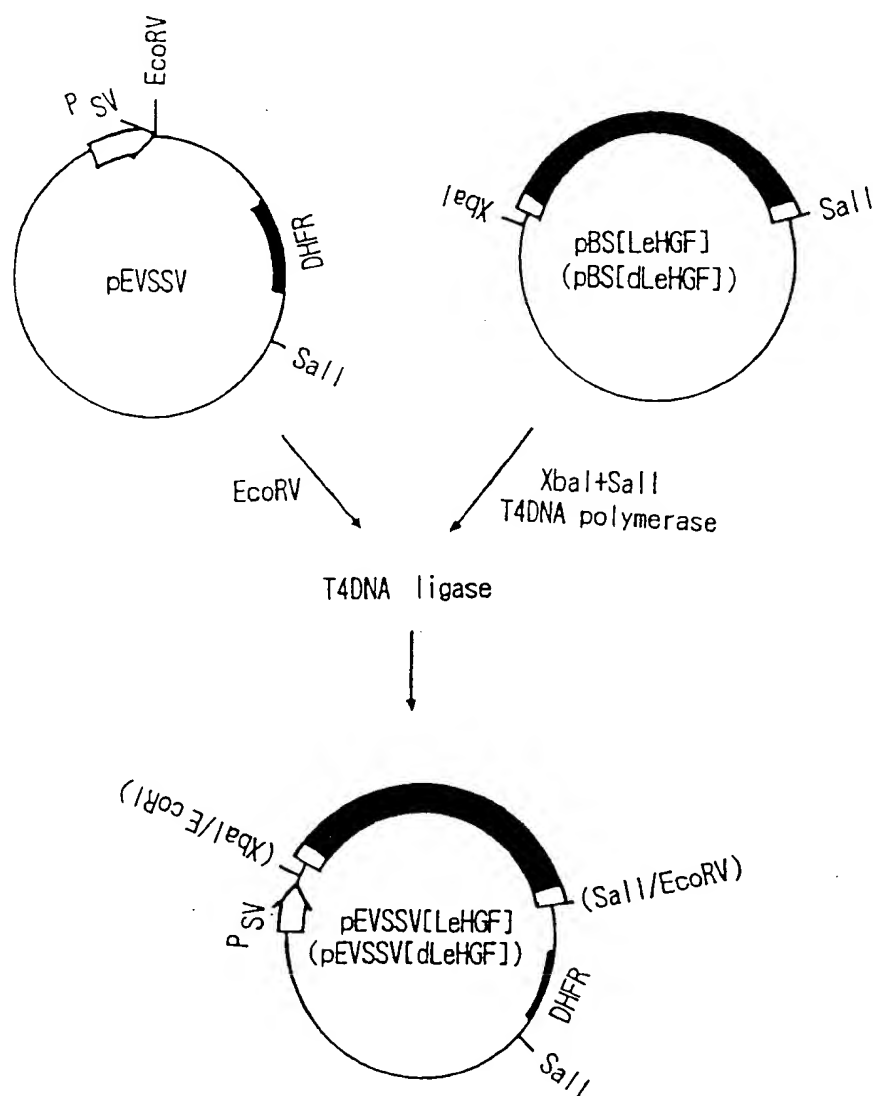 EcoRV
P SV
DHFR
pEVSSV
SalI
XbaI
SalI
pBS[LeHGF]
(pBS[dLeHGF])
EcoRV
XbaI+SalI
T4DNA polymerase
T4DNA ligase
(XbaI/EcoRI)
(SalI/EcoRV)
P SV
pEVSSV[LeHGF]
(pEVSSV[dLeHGF])
DHFR
SalI